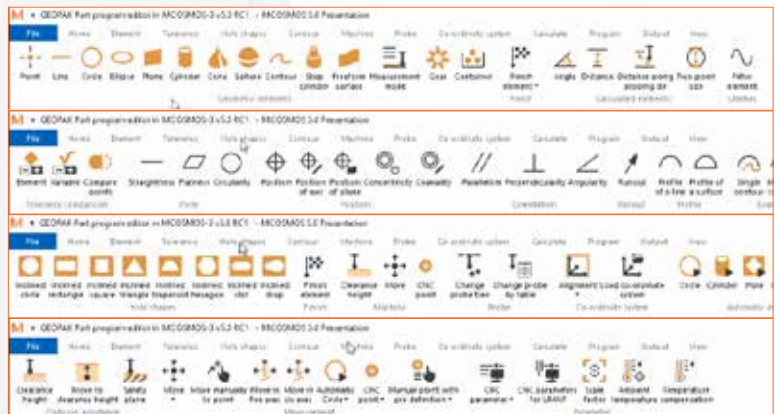 GEOPAK Part program editor in MCOSMOS-3 v5.0 RC1 - MCOSMOS 5.0 Presentation
File Home Element Tolerance Hole shapes Contour Machine Probe Co-ordinate system Calculate Program Output View
Point Line Circle Ellipse Plane Cylinder Cone Sphere Contour Step cylinder Freeform surface Measurement mode Gear Container Finish element Angle Distance Distance along probing dir Two point size Filter element
Geometric elements Finish Calculated elements
GEOPAK Part program editor in MCOSMOS-3 v5.0 RC1 - MCOSMOS 5.0 Presentation
File Home Element Tolerance Hole shapes Contour Machine Probe Co-ordinate system Calculate Program Output View
Element Variable Compare points Straightness Flatness Circularity Position Position of axis Position of plane Concentricity Coaxiality Parallelism Perpendicularity Angularity Runout Profile of a line Profile of a surface Single contour
Tolerance comparison Form Position Orientation Runout Profile
GEOPAK Part program editor in MCOSMOS-3 v5.0 RC1 - MCOSMOS 5.0 Presentation
File Home Element Tolerance Hole shapes Contour Machine Probe Co-ordinate system Calculate Program Output View
Inclined circle Inclined rectangle Inclined square Inclined triangle Inclined trapezoid Inclined hexagon Inclined slot Inclined drop Finish element Clearance height Move CNC point Change probe tree Change probe by table Alignment Load co-ordinate system Circle Cylinder Plane
Hole shapes Finish Machine Probe Co-ordinate system
GEOPAK Part program editor in MCOSMOS-3 v5.0 RC1 - MCOSMOS 5.0 Presentation
File Home Element Tolerance Hole shapes Contour Machine Probe Co-ordinate system Calculate Program Output View
Clearance height Move to clearance height Safety plane Move Move manually to point Move in five axes Move in six axes Automatic Circle CNC point Manual point with pre definition CNC parameter CNC parameters for UMAP Scale factor Ambient temperature Temperature compensation
Collision avoidance Measurement Parameter